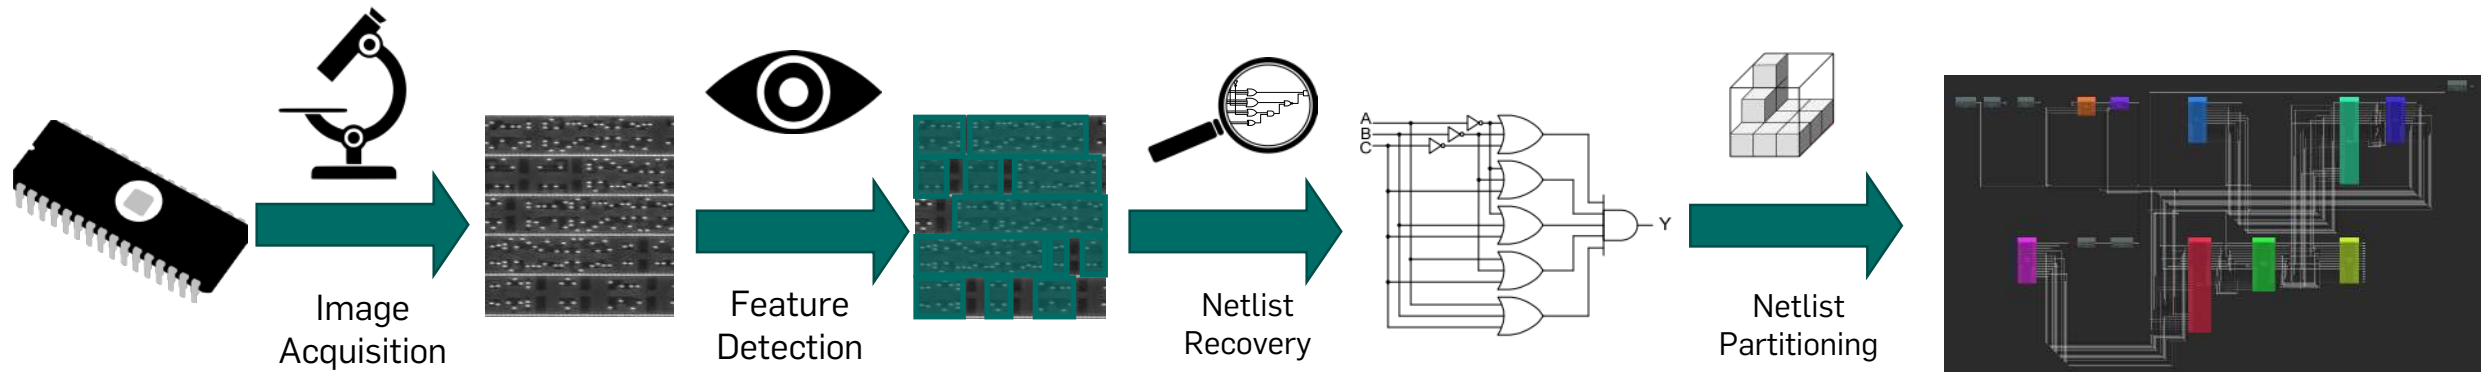 Image
Acquisition
Feature
Detection
Netlist
Recovery
A
B
C
Y
Netlist
Partitioning